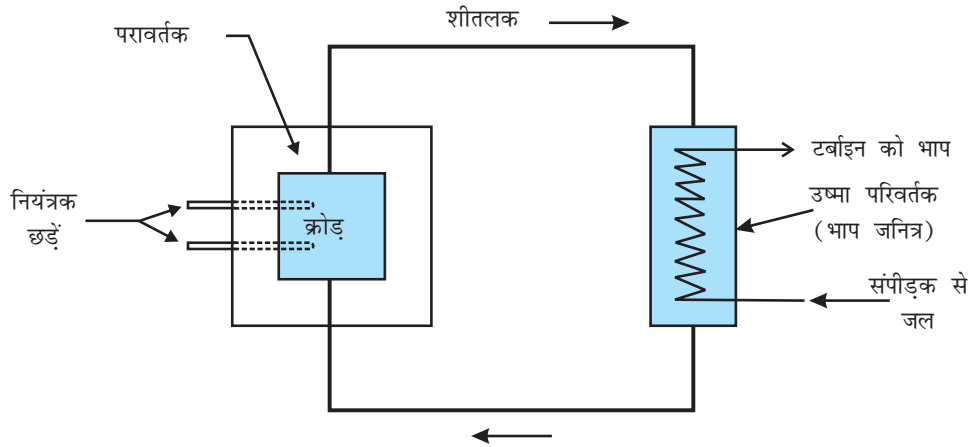 शीतलक
परावर्तक
नियंत्रक
छड़ें
क्रोड़
टर्बाइन को भाप
उष्मा परिवर्तक
(भाप जनित्र)
संपीड़क से
जल